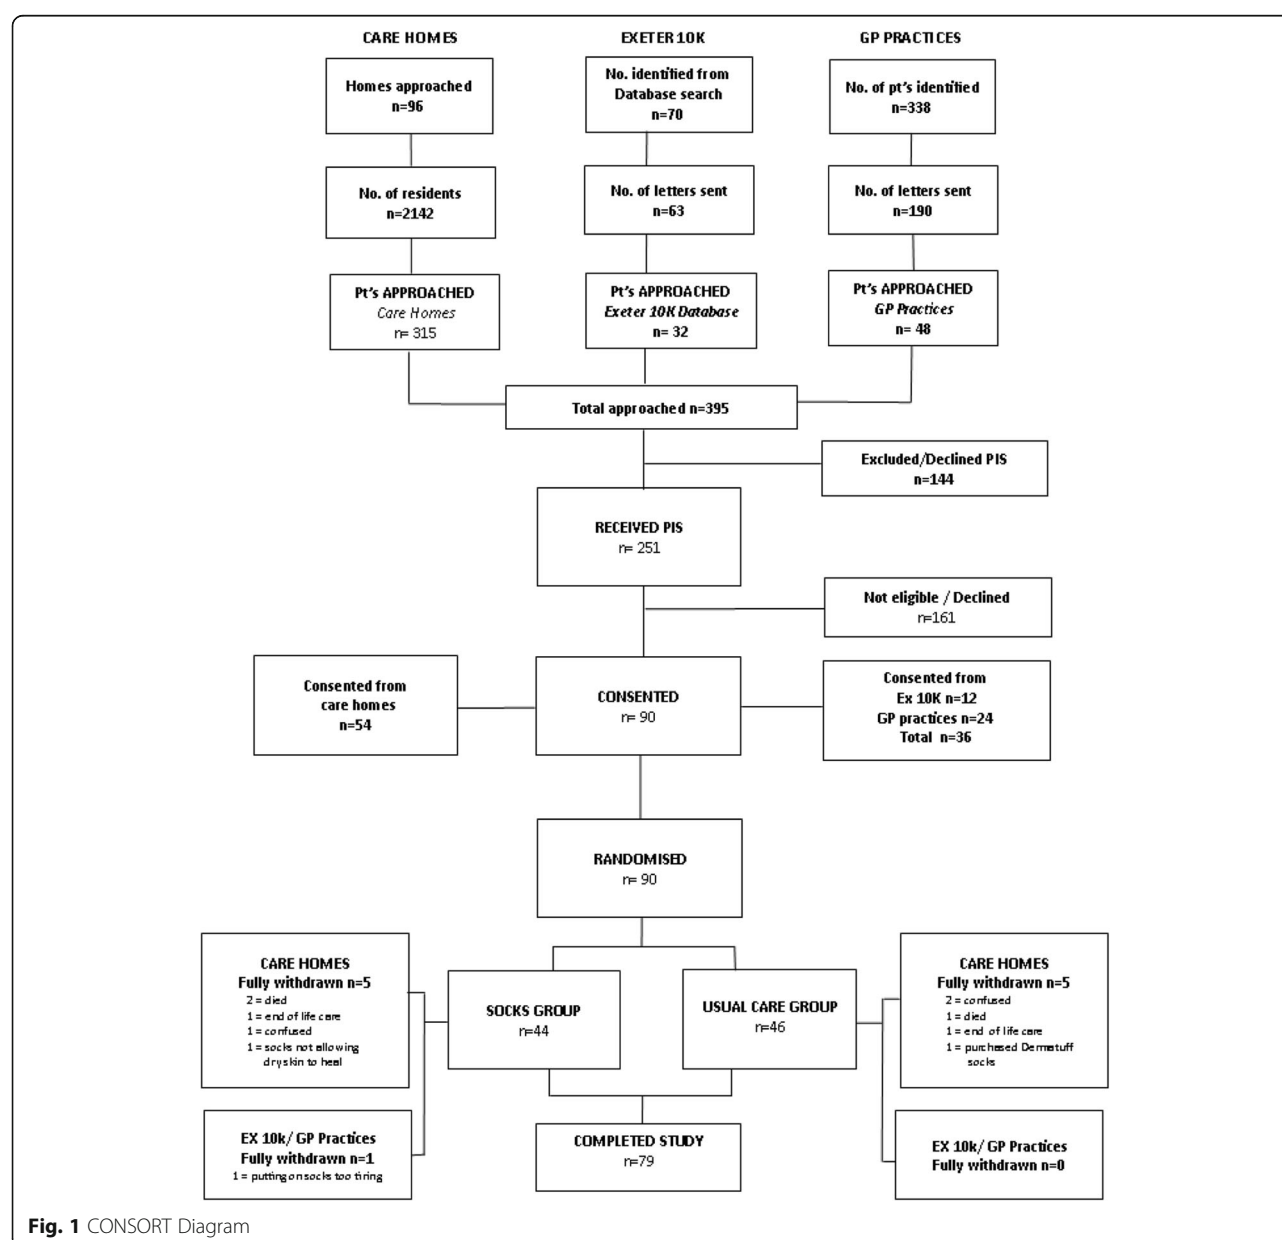 CARE HOMES
EXETER 10K
GP PRACTICES
Homes approached
n=96
No. identified from
Database search
n=70
No. of pt's identified
n=338
No. of residents
n=2142
No. of letters sent
n=63
No. of letters sent
n=190
Pt's APPROACHED
Care Homes
n= 315
Pt's APPROACHED
Exeter 10K Database
n= 32
Pt's APPROACHED
GP Practices
n= 48
Total approached n=395
Excluded/Declined PIS
n=144
RECEIVED PIS
n= 251
Not eligible / Declined
n=161
Consented from
care homes
n=54
CONSENTED
n= 90
Consented from
Ex 10K n=12
GP practices n=24
Total n=36
RANDOMISED
n= 90
CARE HOMES
Fully withdrawn n=5
2 = died
1 = end of life care
1 = confused
1 = socks not allowing
dry skin to heal
SOCKS GROUP
n=44
USUAL CARE GROUP
n=46
CARE HOMES
Fully withdrawn n=5
2 = confused
1 = died
1 = end of life care
1 = purchased Dermatuff
socks
EX 10k/ GP Practices
Fully withdrawn n=1
1 = putting on socks too tiring
COMPLETED STUDY
n=79
EX 10k/ GP Practices
Fully withdrawn n=0
Fig. 1 CONSORT Diagram